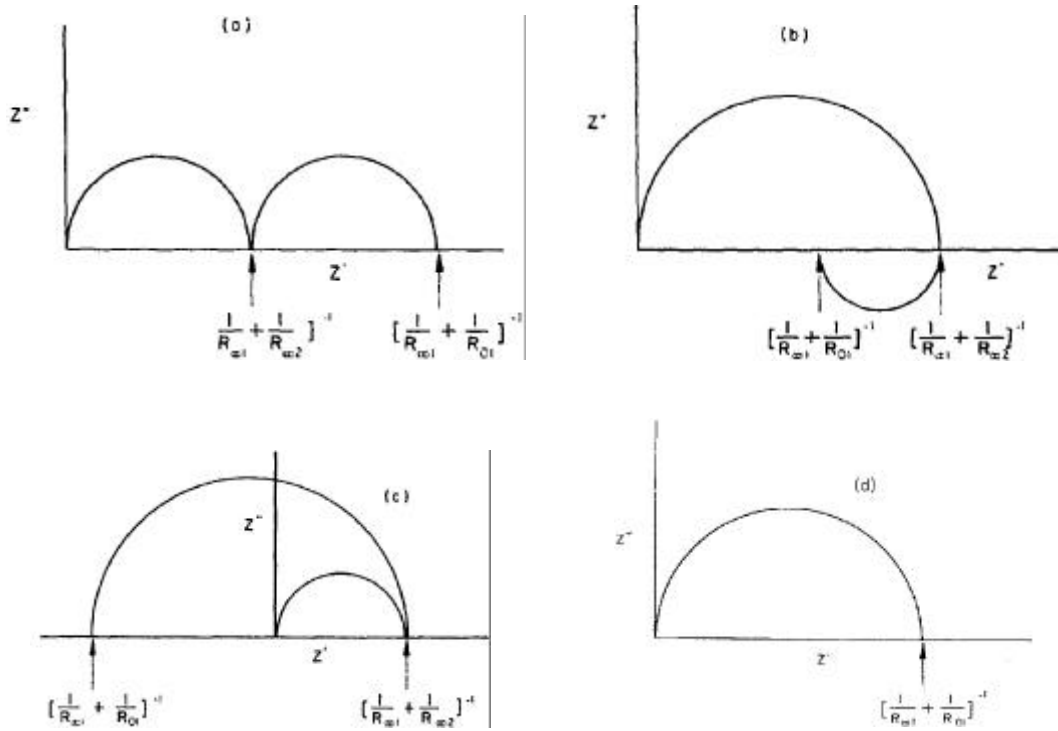 (a)
Z"
Z'
1/R∞1 + 1/R∞2 ]⁻¹
[ 1/R∞1 + 1/R01 ]⁻¹
(b)
Z"
Z'
[ 1/R∞1 + 1/R01 ]⁻¹
[ 1/R∞1 + 1/R∞2 ]⁻¹
(c)
Z"
Z'
[ 1/R∞1 + 1/R01 ]⁻¹
[ 1/R∞1 + 1/R∞2 ]⁻¹
(d)
Z"
Z'
[ 1/R∞1 + 1/R01 ]⁻¹